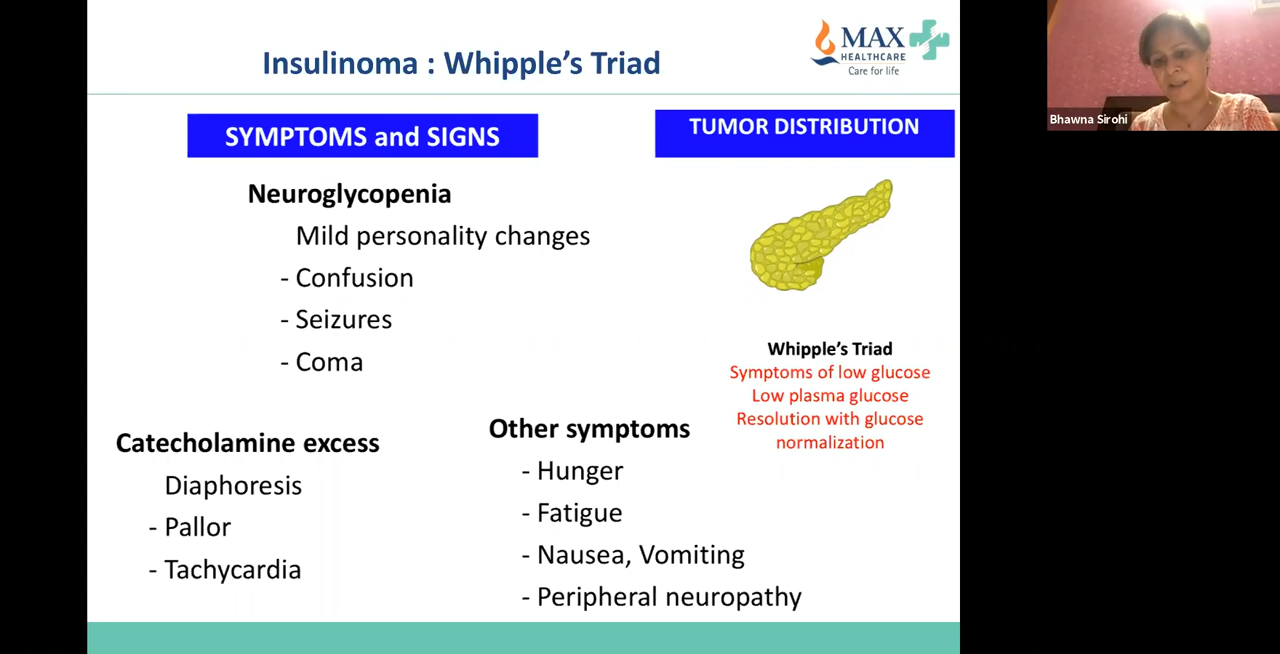 Insulinoma : Whipple's Triad
MAX
HEALTHCARE
Care for life
Bhawna Sirohi
SYMPTOMS and SIGNS
TUMOR DISTRIBUTION
Neuroglycopenia
Mild personality changes
- Confusion
- Seizures
- Coma
Whipple's Triad
Symptoms of low glucose
Low plasma glucose
Resolution with glucose
normalization
Catecholamine excess
Diaphoresis
- Pallor
- Tachycardia
Other symptoms
- Hunger
- Fatigue
- Nausea, Vomiting
- Peripheral neuropathy